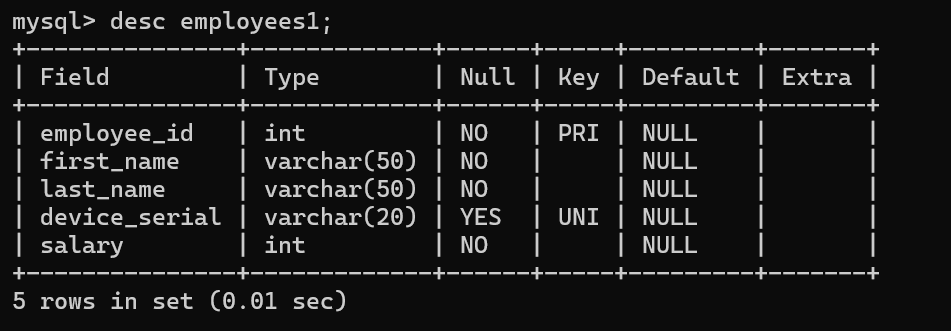 mysql> desc employees1;
+---------------+-------------+------+-----+---------+-------+
| Field         | Type        | Null | Key | Default | Extra |
+---------------+-------------+------+-----+---------+-------+
| employee_id   | int         | NO   | PRI | NULL    |       |
| first_name    | varchar(50) | NO   |     | NULL    |       |
| last_name     | varchar(50) | NO   |     | NULL    |       |
| device_serial | varchar(20) | YES  | UNI | NULL    |       |
| salary        | int         | NO   |     | NULL    |       |
+---------------+-------------+------+-----+---------+-------+
5 rows in set (0.01 sec)